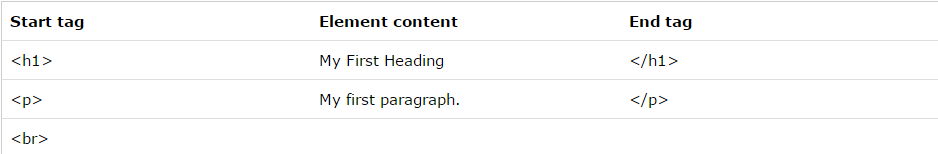 Start tag Element content End tag
<h1> My First Heading </h1>
<p> My first paragraph. </p>
<br>